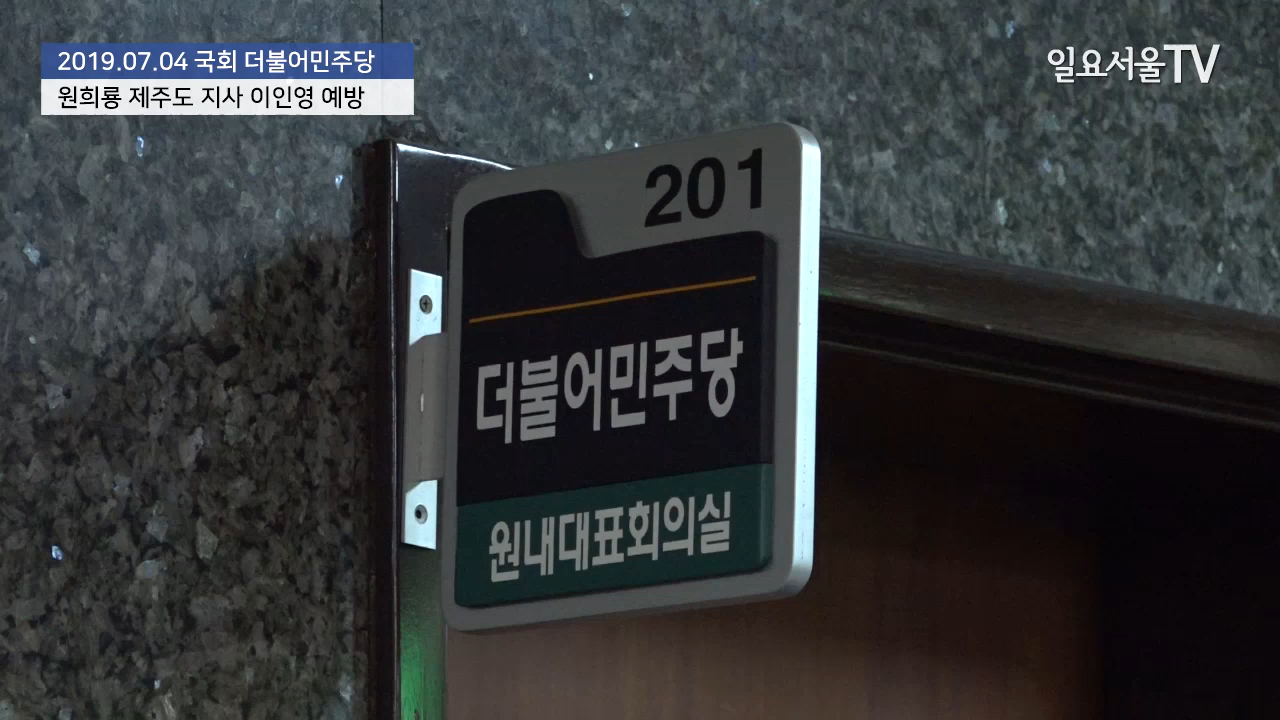 2019.07.04 국회 더불어민주당
원희룡 제주도 지사 이인영 예방
일요서울TV
201
더불어민주당
원내대표회의실